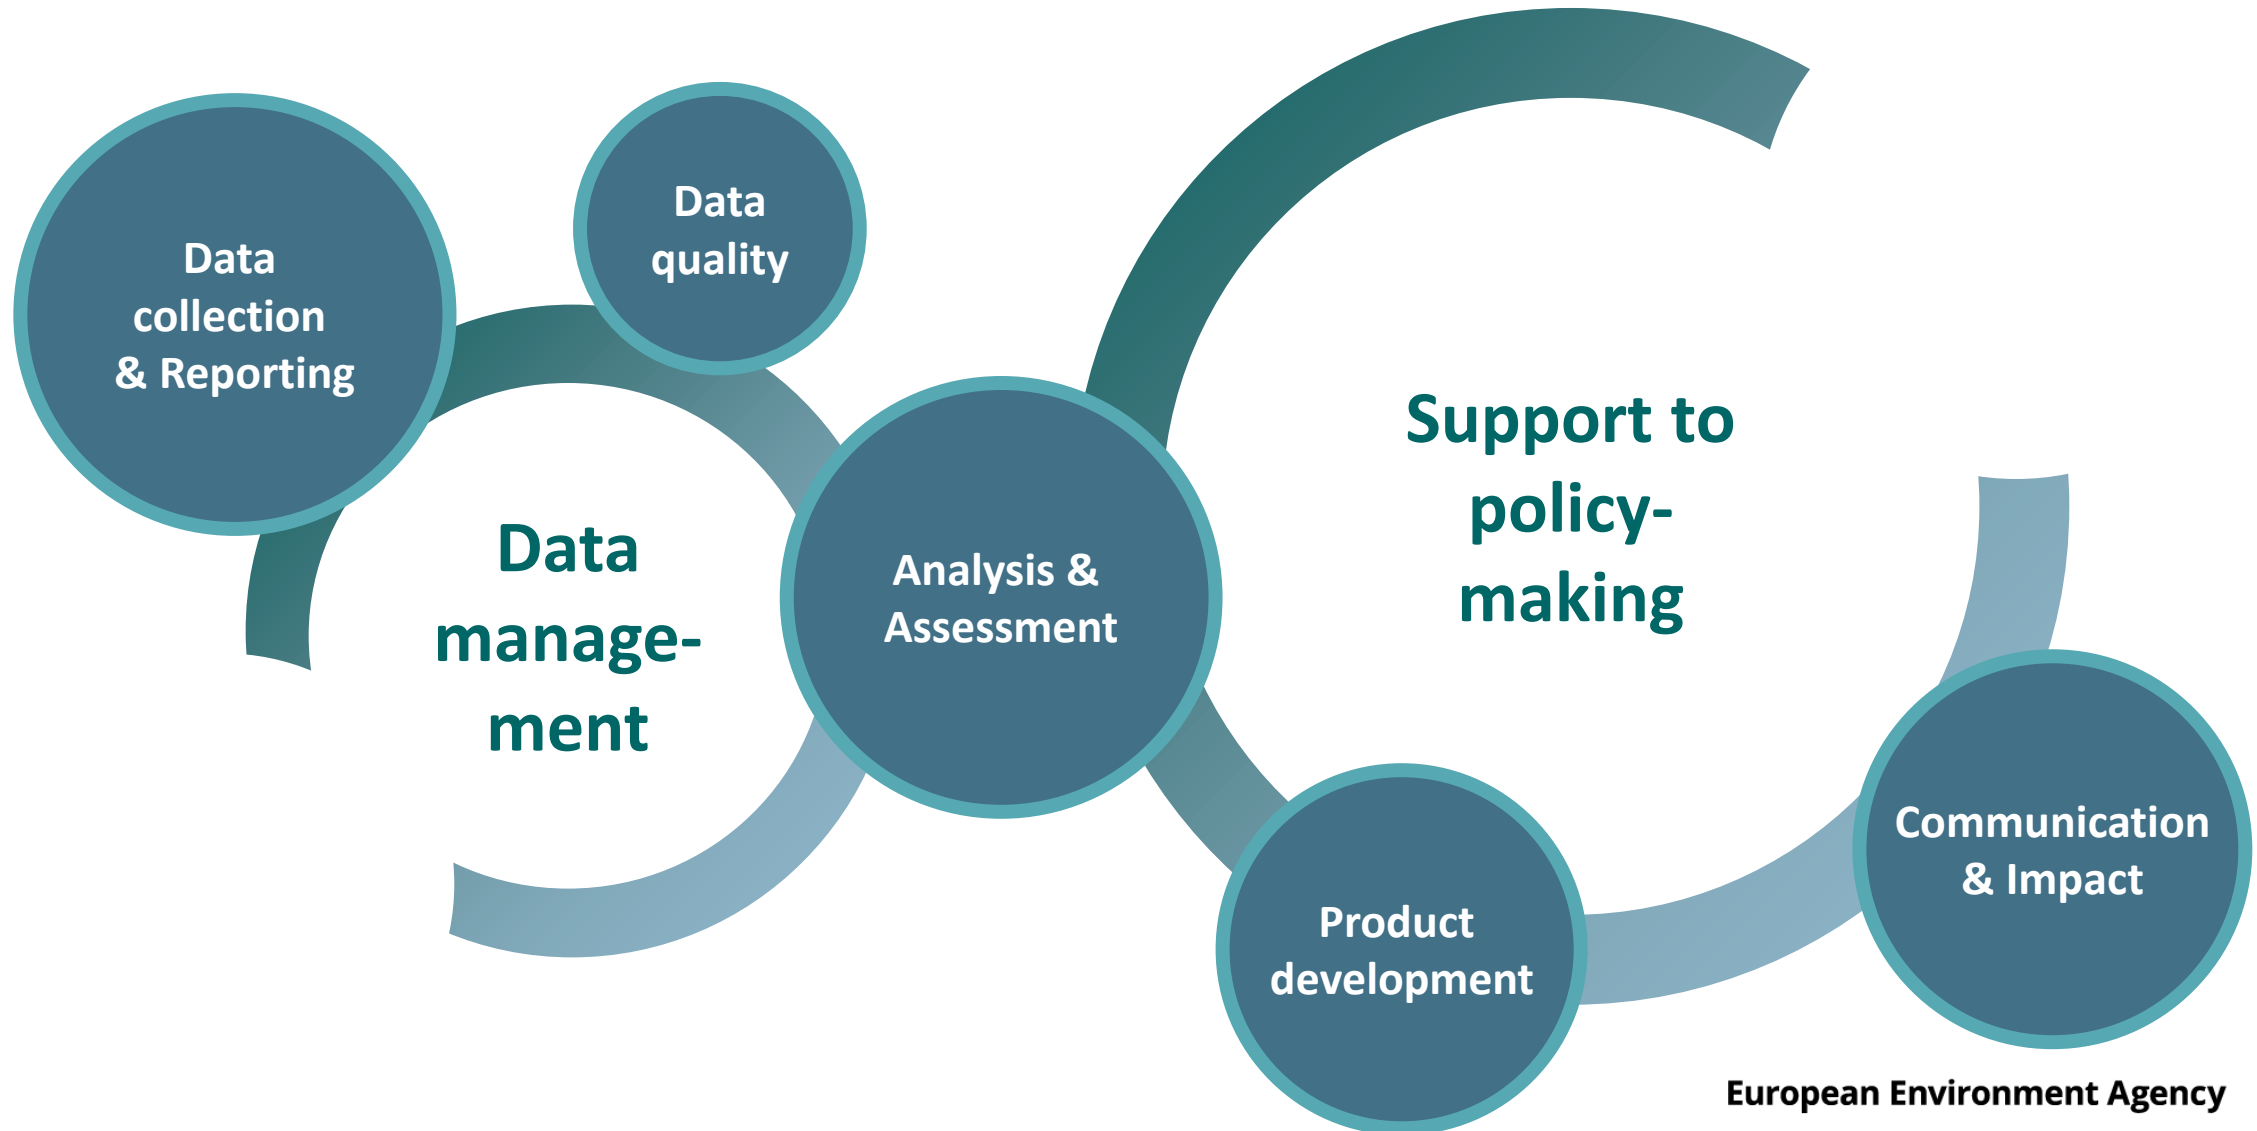 Data
collection
& Reporting
Data
quality
Data
manage-
ment
Analysis &
Assessment
Support to
policy-
making
Product
development
Communication
& Impact
European Environment Agency